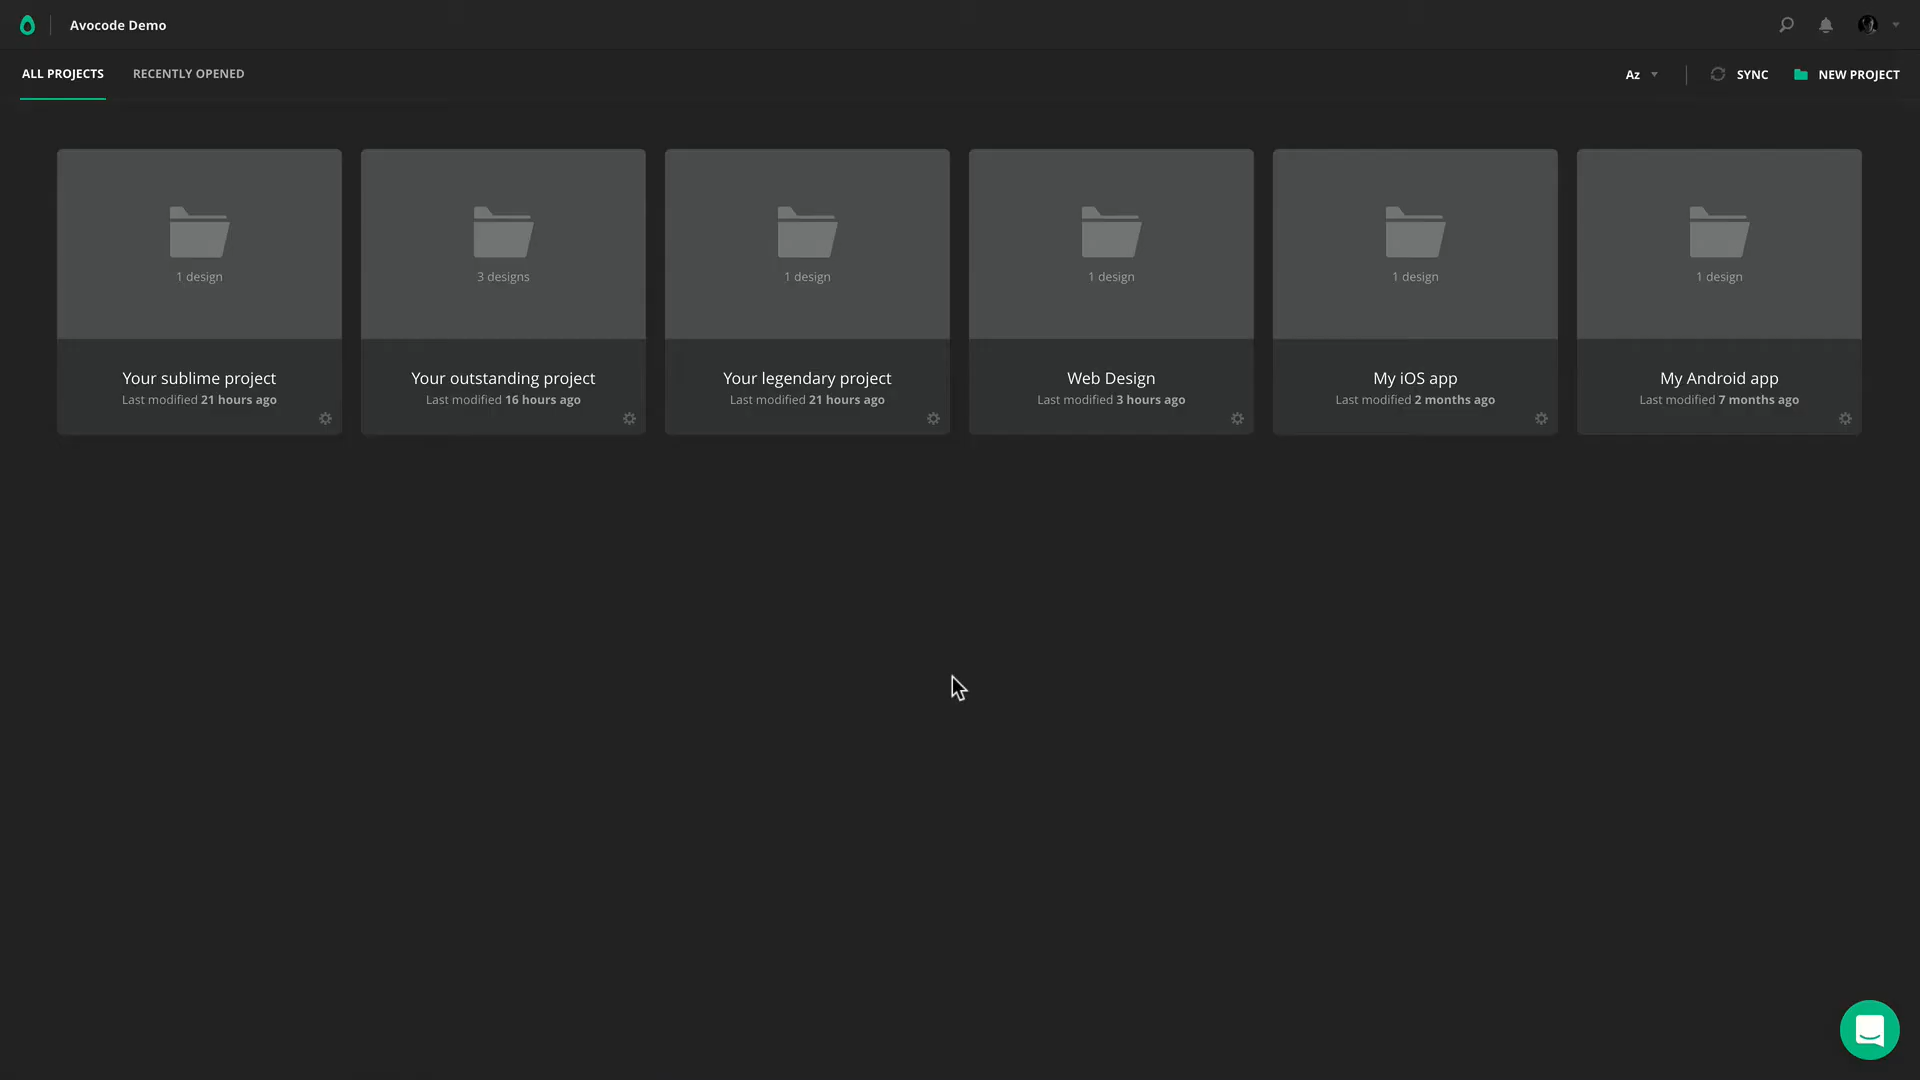 Avocode Demo
ALL PROJECTS
RECENTLY OPENED
Az
SYNC
NEW PROJECT
1 design
3 designs
1 design
1 design
1 design
1 design
Your sublime project
Last modified 21 hours ago
Your outstanding project
Last modified 16 hours ago
Your legendary project
Last modified 21 hours ago
Web Design
Last modified 3 hours ago
My iOS app
Last modified 2 months ago
My Android app
Last modified 7 months ago